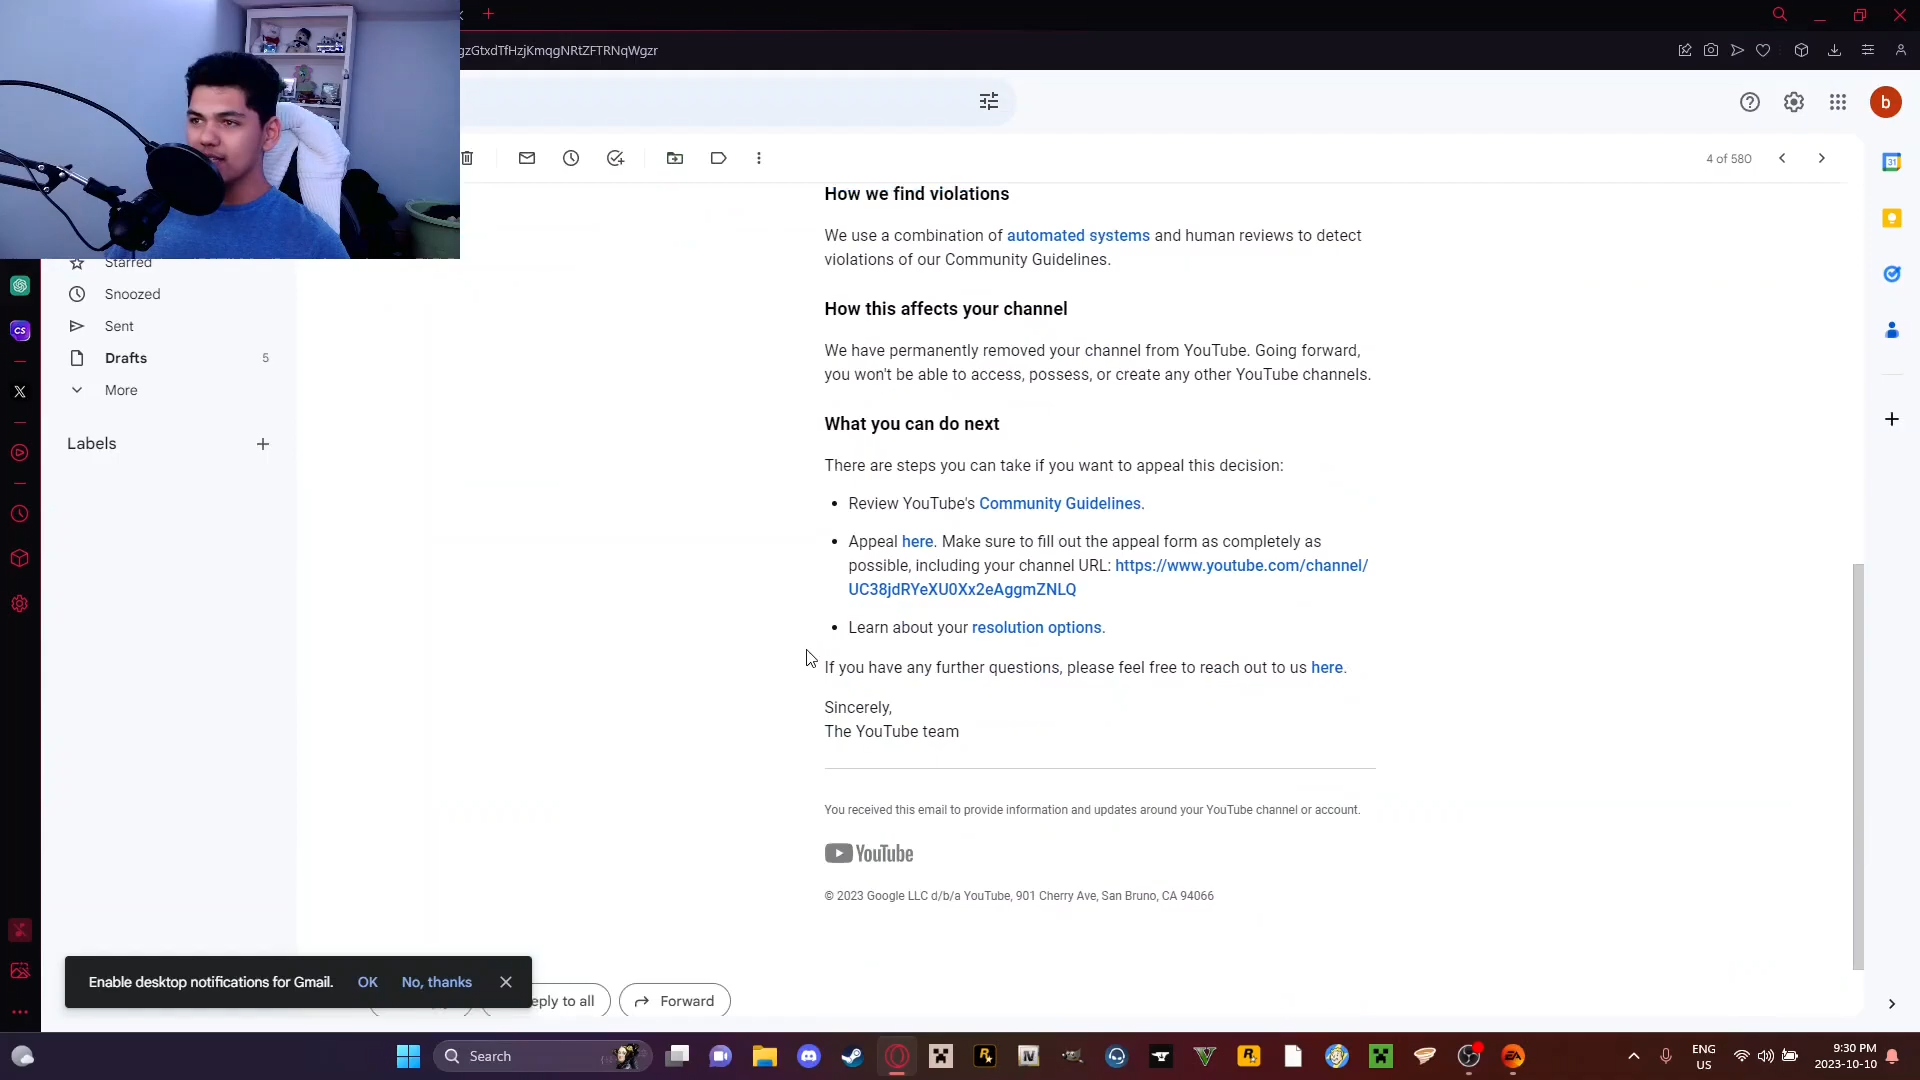 gzGtxdTfHzjKmqgNRtZFTRNqWgzr
b
4 of 580
31
Starred
Snoozed
Sent
Drafts 5
More
Labels
CS
X
How we find violations
We use a combination of automated systems and human reviews to detect
violations of our Community Guidelines.
How this affects your channel
We have permanently removed your channel from YouTube. Going forward,
you won't be able to access, possess, or create any other YouTube channels.
What you can do next
There are steps you can take if you want to appeal this decision:
• Review YouTube's Community Guidelines.
• Appeal here. Make sure to fill out the appeal form as completely as
possible, including your channel URL: https://www.youtube.com/channel/
UC38jdRYeXU0Xx2eAggmZNLQ
• Learn about your resolution options.
If you have any further questions, please feel free to reach out to us here.
Sincerely,
The YouTube team
You received this email to provide information and updates around your YouTube channel or account.
YouTube
© 2023 Google LLC d/b/a YouTube, 901 Cherry Ave, San Bruno, CA 94066
Enable desktop notifications for Gmail. OK No, thanks
eply to all
Forward
Search
ENG
US
9:30 PM
2023-10-10